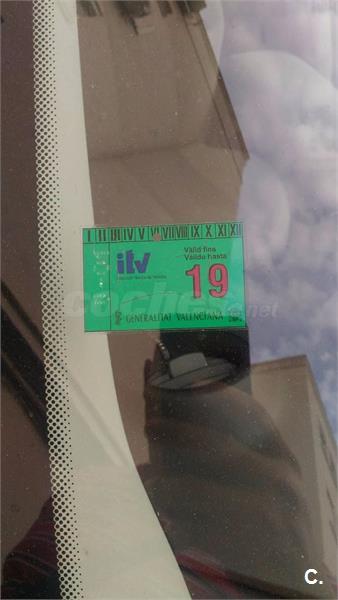 I II III IV V VI VII VIII IX X XI XII
itv
Vàlid fins
Válido hasta
19
GENERALITAT VALENCIANA
coches.net
C.